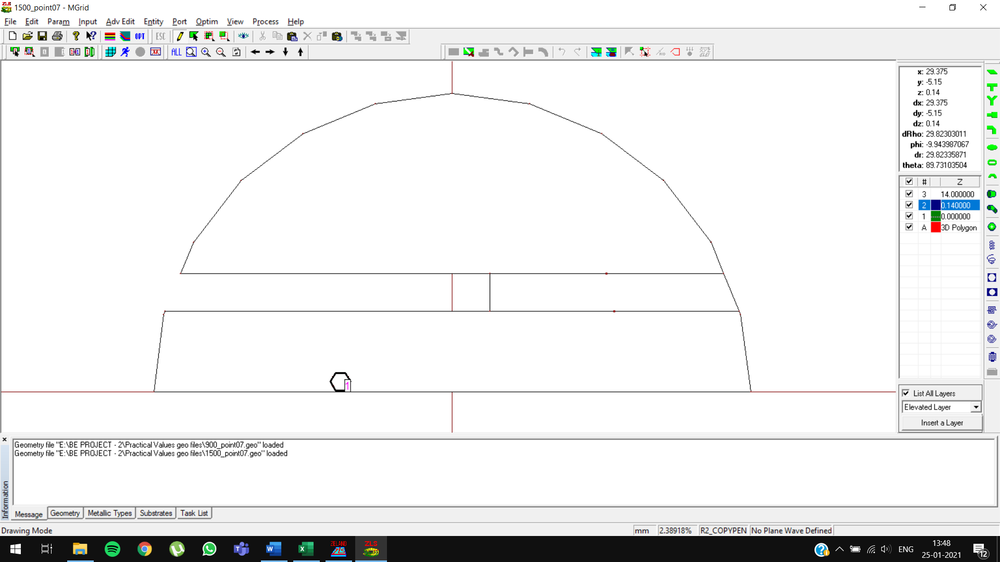 1500_point07 - MGrid
File Edit Param Input Adv Edit Entity Port Optim View Process Help
OPT ESC
ALL
x: 29.375
y: -5.15
z: 0.14
dx: 29.375
dy: -5.15
dz: 0.14
dRho: 29.82303011
phi: -9.943987067
dr: 29.82335871
theta: 89.73103504
# Z
3 14.000000
2 0.140000
1 0.000000
A 3D Polygon
1
List All Layers
Elevated Layer
Insert a Layer
Geometry file "E:\BE PROJECT - 2\Practical Values geo files\900_point07.geo" loaded
Geometry file "E:\BE PROJECT - 2\Practical Values geo files\1500_point07.geo" loaded
Information
Message Geometry Metallic Types Substrates Task List
Drawing Mode mm 2.38918% R2_COPYPEN No Plane Wave Defined
ZELAND ZLS
ENG
13:48
25-01-2021
12